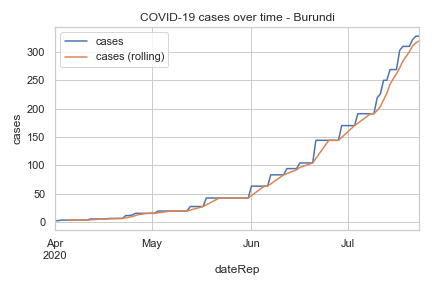 COVID-19 cases over time - Burundi
cases
cases (rolling)
300
250
200
150
100
50
0
cases
Apr
2020
May
Jun
Jul
dateRep